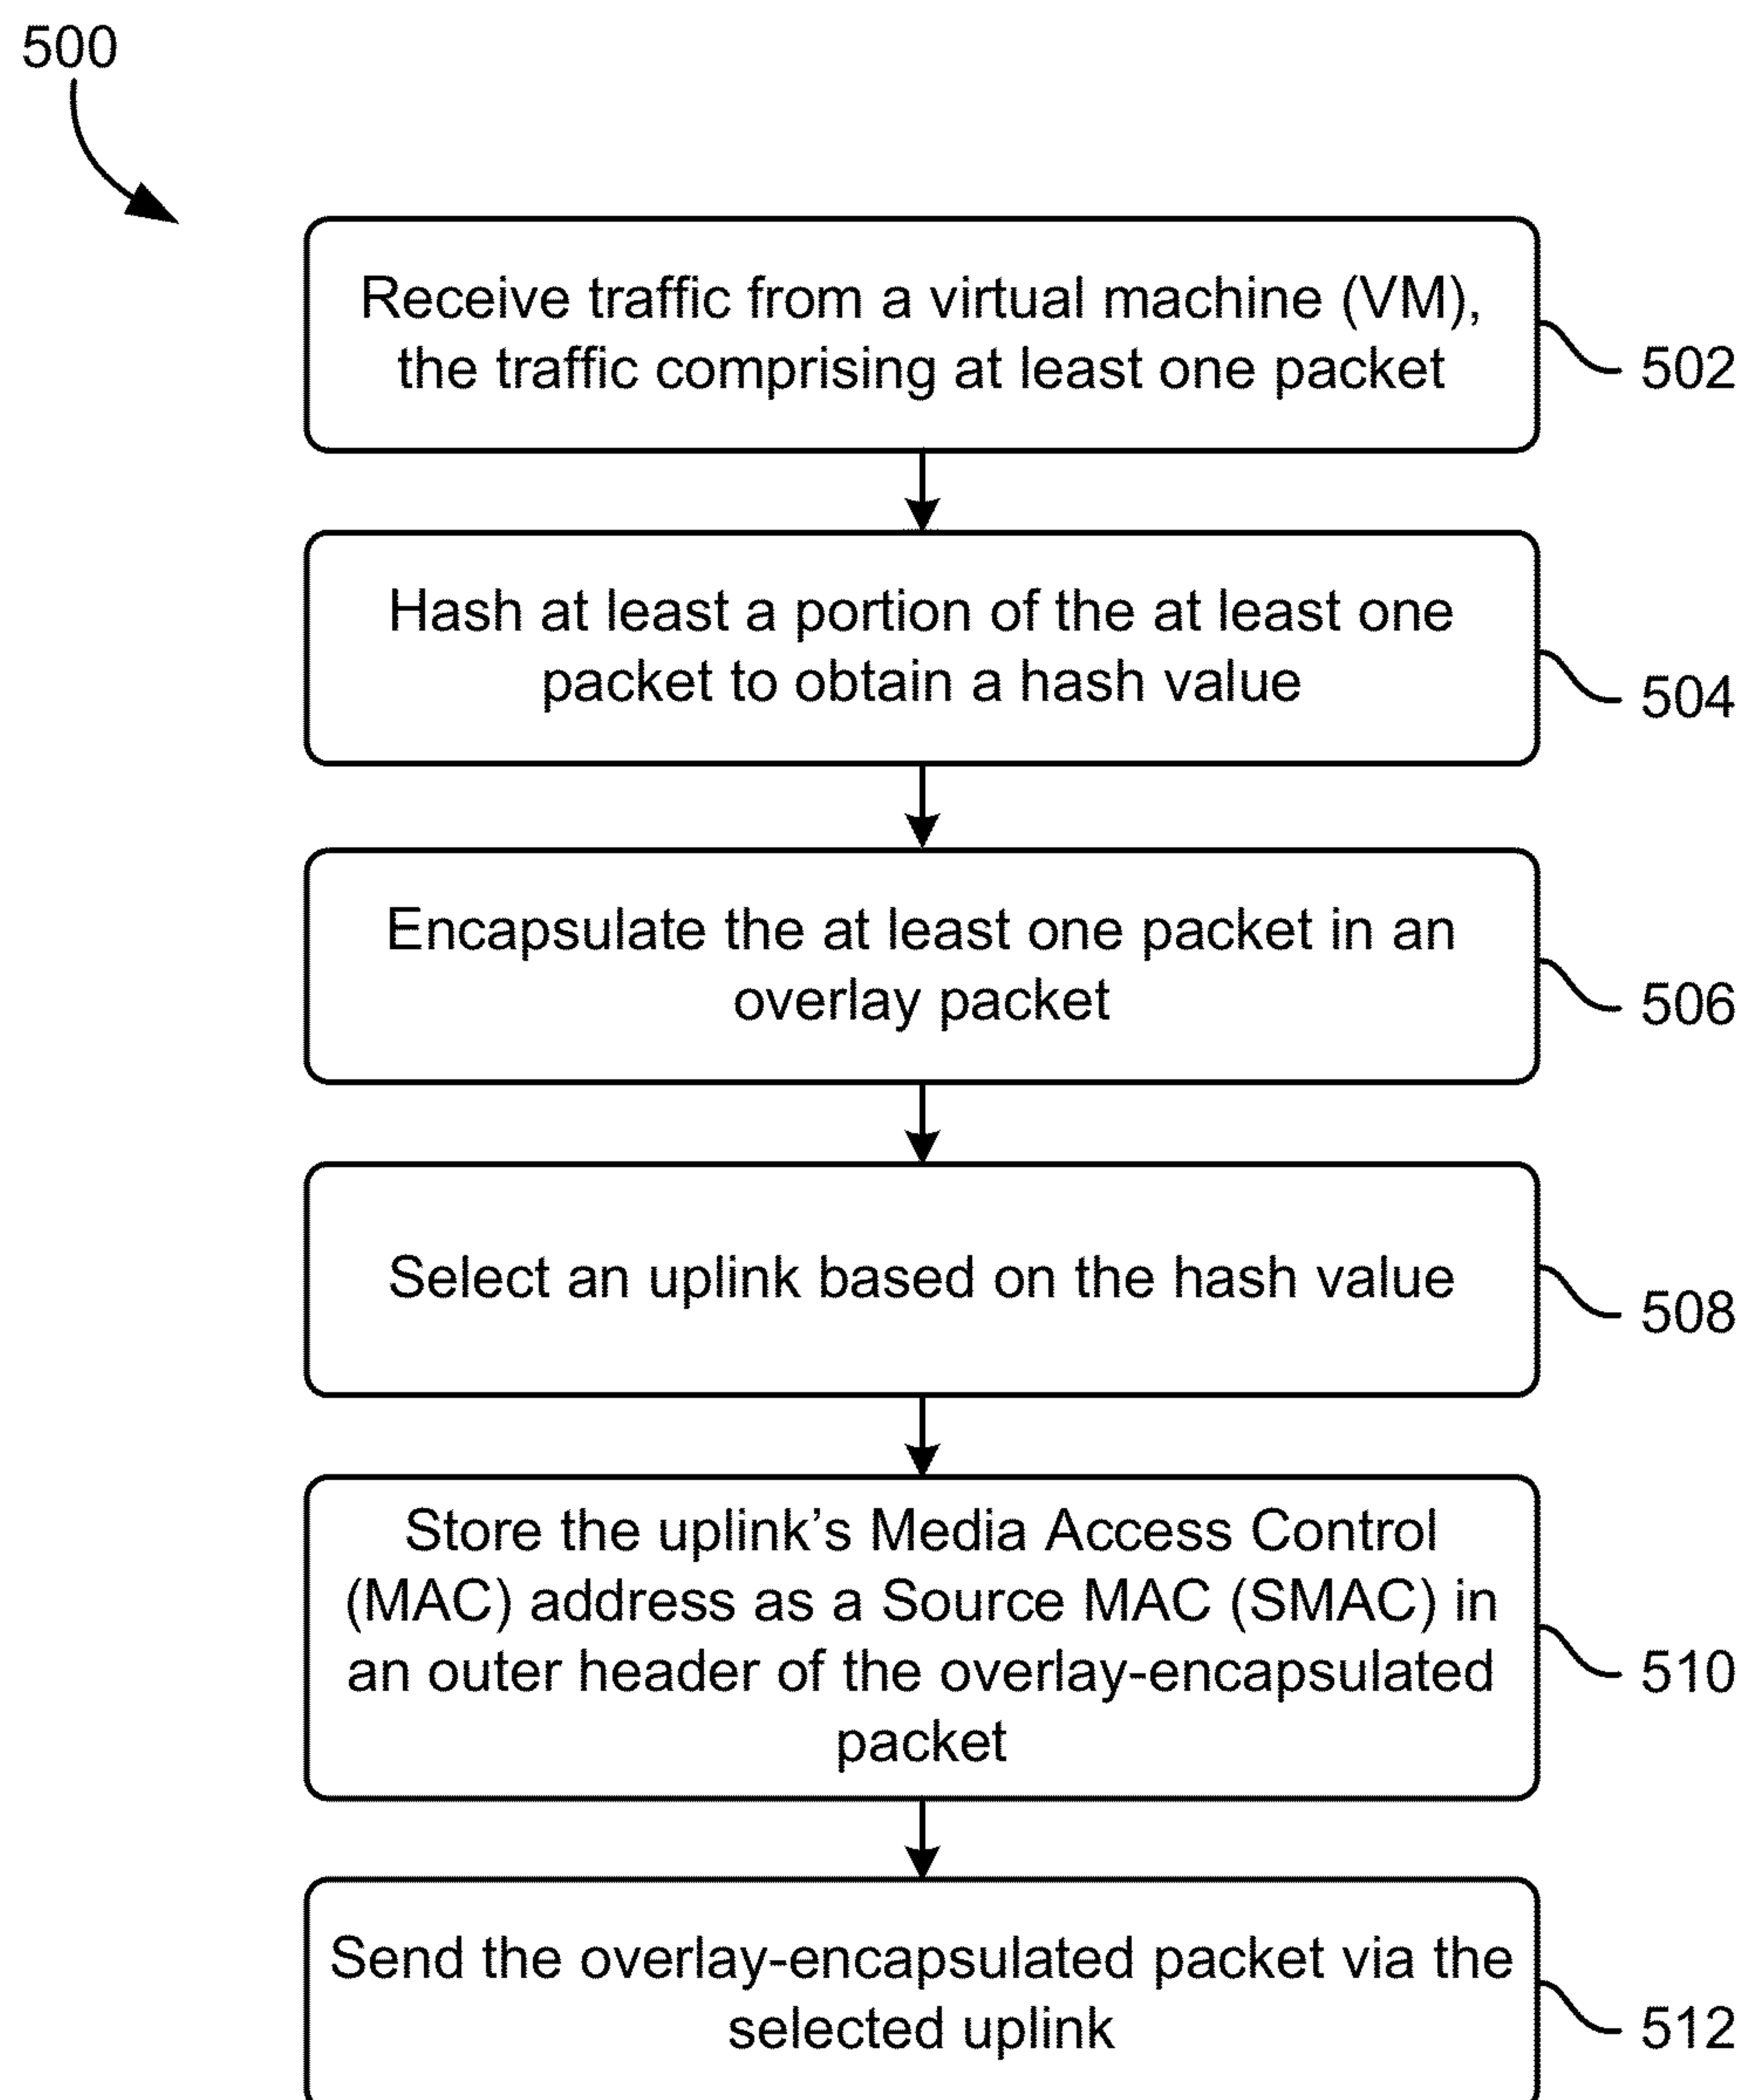 500
Receive traffic from a virtual machine (VM),
the traffic comprising at least one packet
502
Hash at least a portion of the at least one
packet to obtain a hash value
504
Encapsulate the at least one packet in an
overlay packet
506
Select an uplink based on the hash value
508
Store the uplink’s Media Access Control
(MAC) address as a Source MAC (SMAC) in
an outer header of the overlay-encapsulated
packet
510
Send the overlay-encapsulated packet via the
selected uplink
512